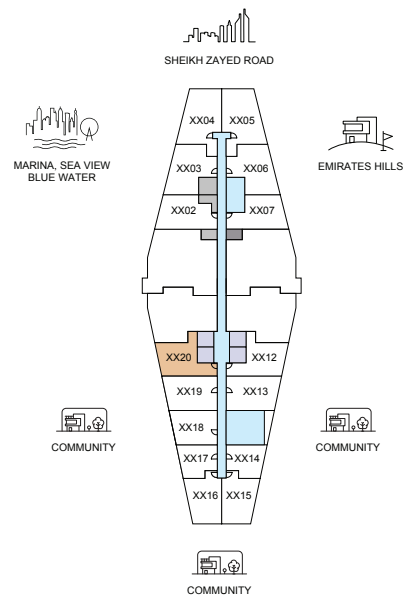 SHEIKH ZAYED ROAD
XX04 XX05
MARINA, SEA VIEW
BLUE WATER
EMIRATES HILLS
XX03 XX06
XX02 XX07
XX20 XX12
XX19 XX13
XX18
COMMUNITY
COMMUNITY
XX17 XX14
XX16 XX15
COMMUNITY